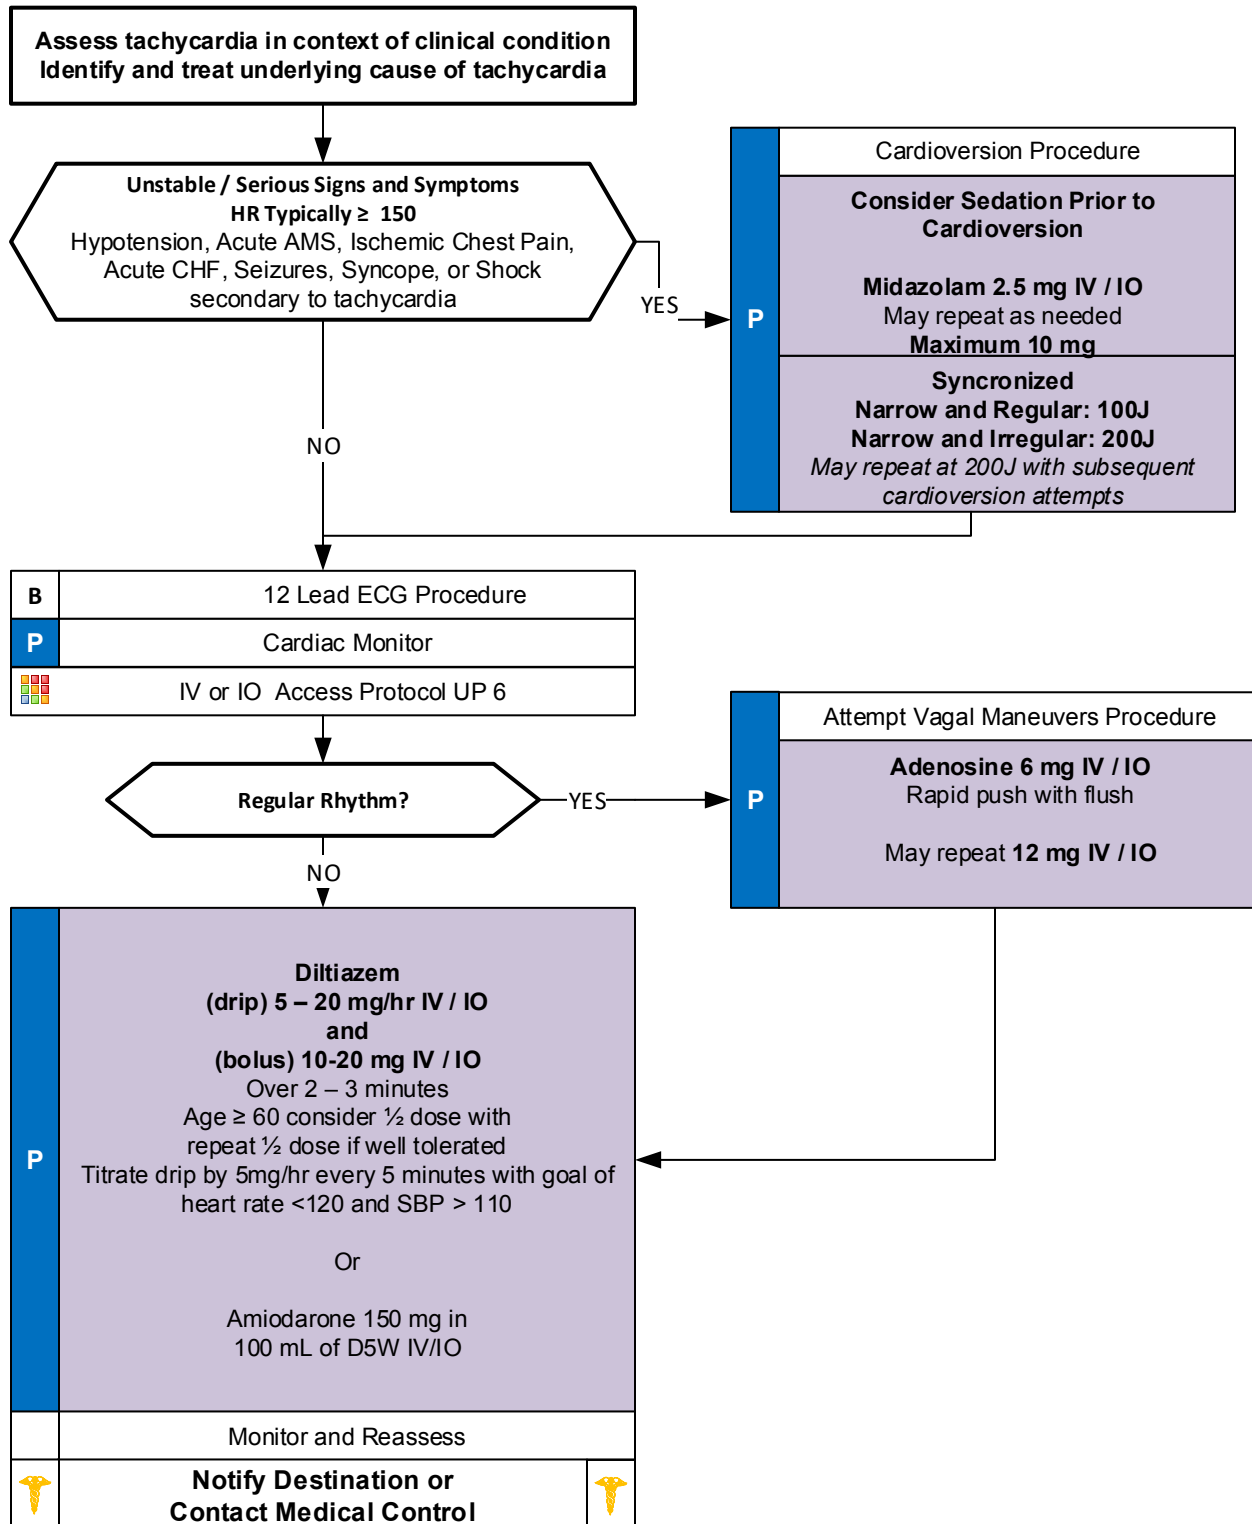 Assess tachycardia in context of clinical condition
Identify and treat underlying cause of tachycardia
Unstable / Serious Signs and Symptoms
HR Typically ≥ 150
Hypotension, Acute AMS, Ischemic Chest Pain,
Acute CHF, Seizures, Syncope, or Shock
secondary to tachycardia
YES
P
Cardioversion Procedure
Consider Sedation Prior to
Cardioversion
Midazolam 2.5 mg IV / IO
May repeat as needed
Maximum 10 mg
Syncronized
Narrow and Regular: 100J
Narrow and Irregular: 200J
May repeat at 200J with subsequent
cardioversion attempts
NO
B
12 Lead ECG Procedure
P
Cardiac Monitor
IV or IO Access Protocol UP 6
Regular Rhythm?
YES
P
Attempt Vagal Maneuvers Procedure
Adenosine 6 mg IV / IO
Rapid push with flush
May repeat 12 mg IV / IO
NO
P
Diltiazem
(drip) 5 – 20 mg/hr IV / IO
and
(bolus) 10-20 mg IV / IO
Over 2 – 3 minutes
Age ≥ 60 consider ½ dose with
repeat ½ dose if well tolerated
Titrate drip by 5mg/hr every 5 minutes with goal of
heart rate <120 and SBP > 110
Or
Amiodarone 150 mg in
100 mL of D5W IV/IO
Monitor and Reassess
Notify Destination or
Contact Medical Control